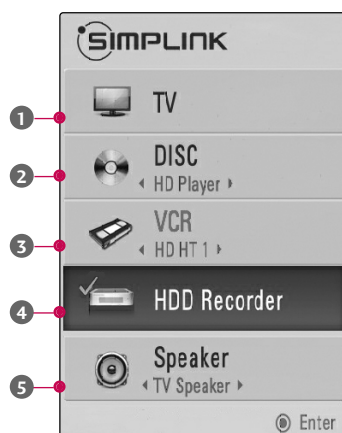 SIMPLINK
1 TV
2 DISC
◀ HD Player ▶
3 VCR
◀ HD HT 1 ▶
4 HDD Recorder
5 Speaker
◀ TV Speaker ▶
◉ Enter